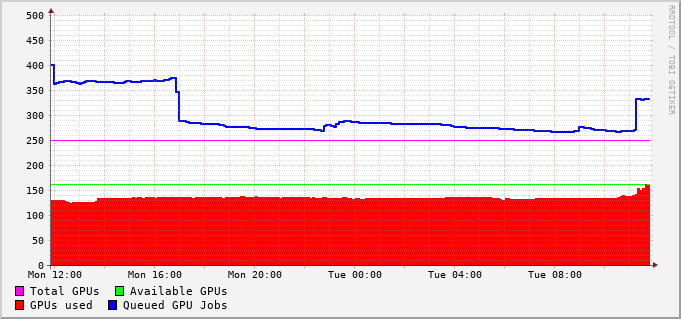 RRDTOOL / TOBI OETIKER
500
450
400
350
300
250
200
150
100
50
0
Mon 12:00 Mon 16:00 Mon 20:00 Tue 00:00 Tue 04:00 Tue 08:00
Total GPUs Available GPUs
GPUs used Queued GPU Jobs